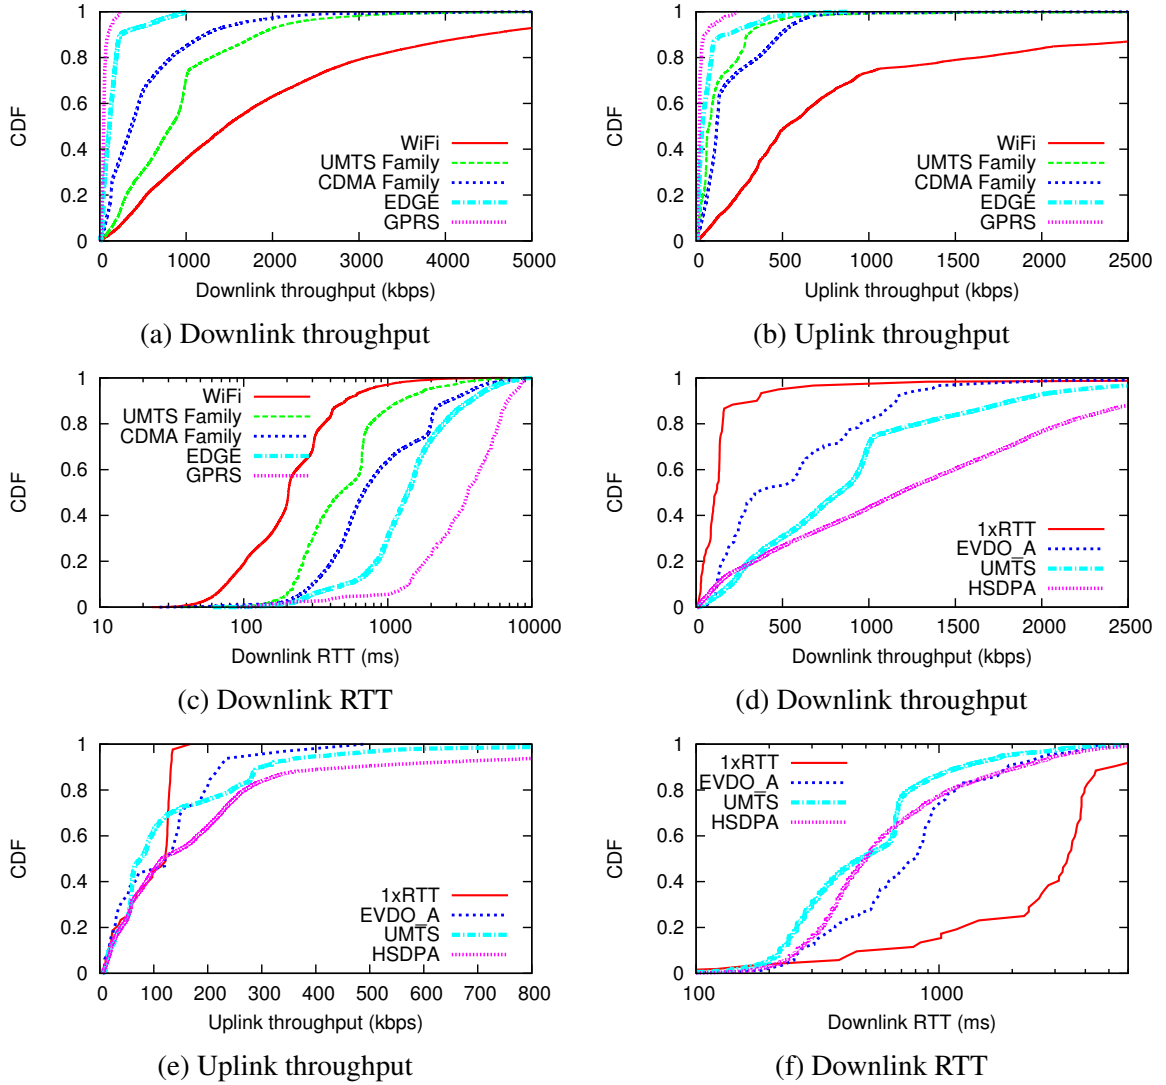 1
0.8
0.6
0.4
0.2
0
CDF
0 1000 2000 3000 4000 5000
Downlink throughput (kbps)
WiFi
UMTS Family
CDMA Family
EDGE
GPRS
(a) Downlink throughput
1
0.8
0.6
0.4
0.2
0
CDF
0 500 1000 1500 2000 2500
Uplink throughput (kbps)
WiFi
UMTS Family
CDMA Family
EDGE
GPRS
(b) Uplink throughput
1
0.8
0.6
0.4
0.2
0
CDF
10 100 1000 10000
Downlink RTT (ms)
WiFi
UMTS Family
CDMA Family
EDGE
GPRS
(c) Downlink RTT
1
0.8
0.6
0.4
0.2
0
CDF
0 500 1000 1500 2000 2500
Downlink throughput (kbps)
1xRTT
EVDO_A
UMTS
HSDPA
(d) Downlink throughput
1
0.8
0.6
0.4
0.2
0
CDF
0 100 200 300 400 500 600 700 800
Uplink throughput (kbps)
1xRTT
EVDO_A
UMTS
HSDPA
(e) Uplink throughput
1
0.8
0.6
0.4
0.2
0
CDF
100 1000
Downlink RTT (ms)
1xRTT
EVDO_A
UMTS
HSDPA
(f) Downlink RTT